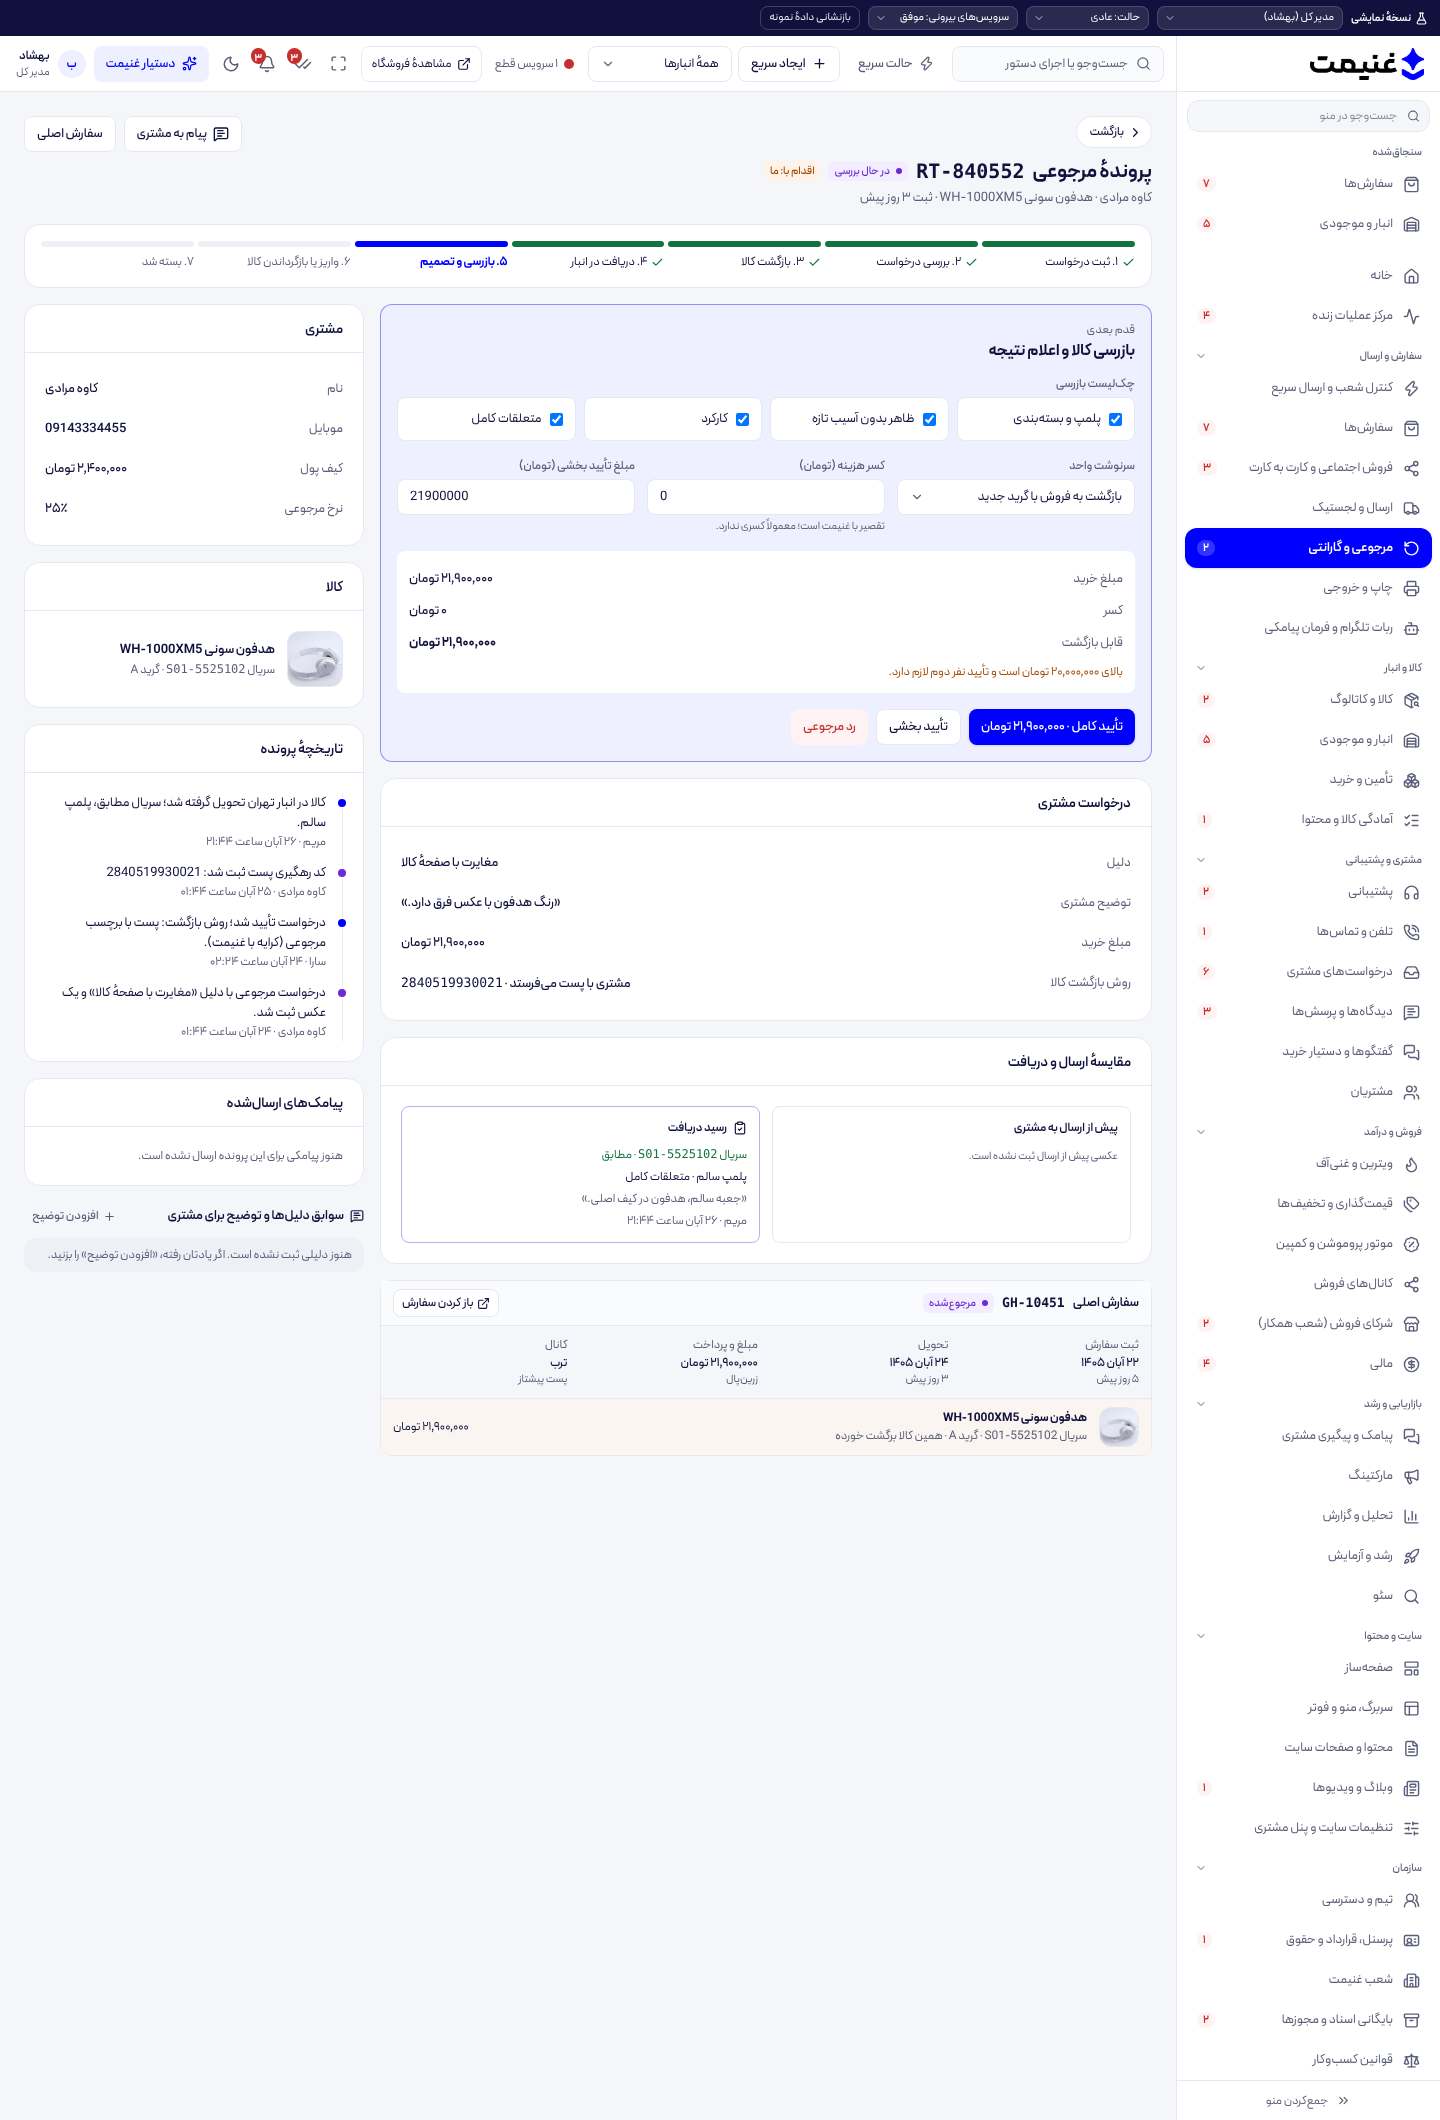 نسخهٔ نمایشی
مدیر کل (بهشاد)
حالت: عادی
سرویس‌های بیرونی: موفق
بازنشانی دادهٔ نمونه
غنیمت
جست‌وجو یا اجرای دستور
حالت سریع
ایجاد سریع
همهٔ انبارها
۱ سرویس قطع
مشاهدهٔ فروشگاه
۳
۳
دستیار غنیمت
ب
بهشاد
مدیر کل
جست‌وجو در منو
سنجاق‌شده
سفارش‌ها ۷
انبار و موجودی ۵
خانه
مرکز عملیات زنده ۴
سفارش و ارسال
کنترل شعب و ارسال سریع
سفارش‌ها ۷
فروش اجتماعی و کارت به کارت ۳
ارسال و لجستیک
مرجوعی و گارانتی ۲
چاپ و خروجی
ربات تلگرام و فرمان پیامکی
کالا و انبار
کالا و کاتالوگ ۲
انبار و موجودی ۵
تأمین و خرید
آمادگی کالا و محتوا ۱
مشتری و پشتیبانی
پشتیبانی ۲
تلفن و تماس‌ها ۱
درخواست‌های مشتری ۶
دیدگاه‌ها و پرسش‌ها ۳
گفتگوها و دستیار خرید
مشتریان
فروش و درآمد
ویترین و غنی‌آف
قیمت‌گذاری و تخفیف‌ها
موتور پروموشن و کمپین
کانال‌های فروش
شرکای فروش (شعب همکار) ۲
مالی ۴
بازاریابی و رشد
پیامک و پیگیری مشتری
مارکتینگ
تحلیل و گزارش
رشد و آزمایش
سئو
سایت و محتوا
صفحه‌ساز
سربرگ، منو و فوتر
محتوا و صفحات سایت
وبلاگ و ویدیوها ۱
تنظیمات سایت و پنل مشتری
سازمان
تیم و دسترسی
پرسنل، قرارداد و حقوق ۱
شعب غنیمت
بایگانی اسناد و مجوزها ۲
قوانین کسب‌وکار
جمع‌کردن منو
بازگشت
پیام به مشتری
سفارش اصلی
پروندهٔ مرجوعی RT-840552 در حال بررسی اقدام با: ما
کاوه مرادی · هدفون سونی WH-1000XM5 · ثبت ۳ روز پیش
۱. ثبت درخواست
۲. بررسی درخواست
۳. بازگشت کالا
۴. دریافت در انبار
۵. بازرسی و تصمیم
۶. واریز یا بازگرداندن کالا
۷. بسته شد
قدم بعدی
بازرسی کالا و اعلام نتیجه
چک‌لیست بازرسی
پلمپ و بسته‌بندی
ظاهر بدون آسیب تازه
کارکرد
متعلقات کامل
سرنوشت واحد
بازگشت به فروش با گرید جدید
کسر هزینه (تومان)
0
تقصیر با غنیمت است؛ معمولاً کسری ندارد.
مبلغ تأیید بخشی (تومان)
21900000
مبلغ خرید ۲۱,۹۰۰,۰۰۰ تومان
کسر ۰ تومان
قابل بازگشت ۲۱,۹۰۰,۰۰۰ تومان
بالای ۲۰,۰۰۰,۰۰۰ تومان است و تأیید نفر دوم لازم دارد.
تأیید کامل · ۲۱,۹۰۰,۰۰۰ تومان
تأیید بخشی
رد مرجوعی
درخواست مشتری
دلیل مغایرت با صفحهٔ کالا
توضیح مشتری «رنگ هدفون با عکس فرق دارد.»
مبلغ خرید ۲۱,۹۰۰,۰۰۰ تومان
روش بازگشت کالا مشتری با پست می‌فرستد · 2840519930021
مقایسهٔ ارسال و دریافت
پیش از ارسال به مشتری
عکسی پیش از ارسال ثبت نشده است.
رسید دریافت
سریال S01-5525102 · مطابق
پلمپ سالم · متعلقات کامل
«جعبه سالم، هدفون در کیف اصلی.»
مریم · ۲۶ آبان ساعت ۲۱:۴۴
سفارش اصلی GH-10451 مرجوع‌شده
باز کردن سفارش
ثبت سفارش
۲۲ آبان ۱۴۰۵
۵ روز پیش
تحویل
۲۴ آبان ۱۴۰۵
۳ روز پیش
مبلغ و پرداخت
۲۱,۹۰۰,۰۰۰ تومان
زرین‌پال
کانال
ترب
پست پیشتاز
هدفون سونی WH-1000XM5
سریال S01-5525102 · گرید A · همین کالا برگشت خورده
۲۱,۹۰۰,۰۰۰ تومان
مشتری
نام کاوه مرادی
موبایل 09143334455
کیف پول ۲,۴۰۰,۰۰۰ تومان
نرخ مرجوعی ۲۵٪
کالا
هدفون سونی WH-1000XM5
سریال S01-5525102 · گرید A
تاریخچهٔ پرونده
کالا در انبار تهران تحویل گرفته شد؛ سریال مطابق، پلمپ
سالم.
مریم · ۲۶ آبان ساعت ۲۱:۴۴
کد رهگیری پست ثبت شد: 2840519930021
کاوه مرادی · ۲۵ آبان ساعت ۰۱:۴۴
درخواست تأیید شد؛ روش بازگشت: پست با برچسب
مرجوعی (کرایه با غنیمت).
سارا · ۲۴ آبان ساعت ۰۲:۲۴
درخواست مرجوعی با دلیل «مغایرت با صفحهٔ کالا» و یک
عکس ثبت شد.
کاوه مرادی · ۲۴ آبان ساعت ۰۱:۴۴
پیامک‌های ارسال‌شده
هنوز پیامکی برای این پرونده ارسال نشده است.
سوابق دلیل‌ها و توضیح برای مشتری
افزودن توضیح
هنوز دلیلی ثبت نشده است. اگر یادتان رفته، «افزودن توضیح» را بزنید.